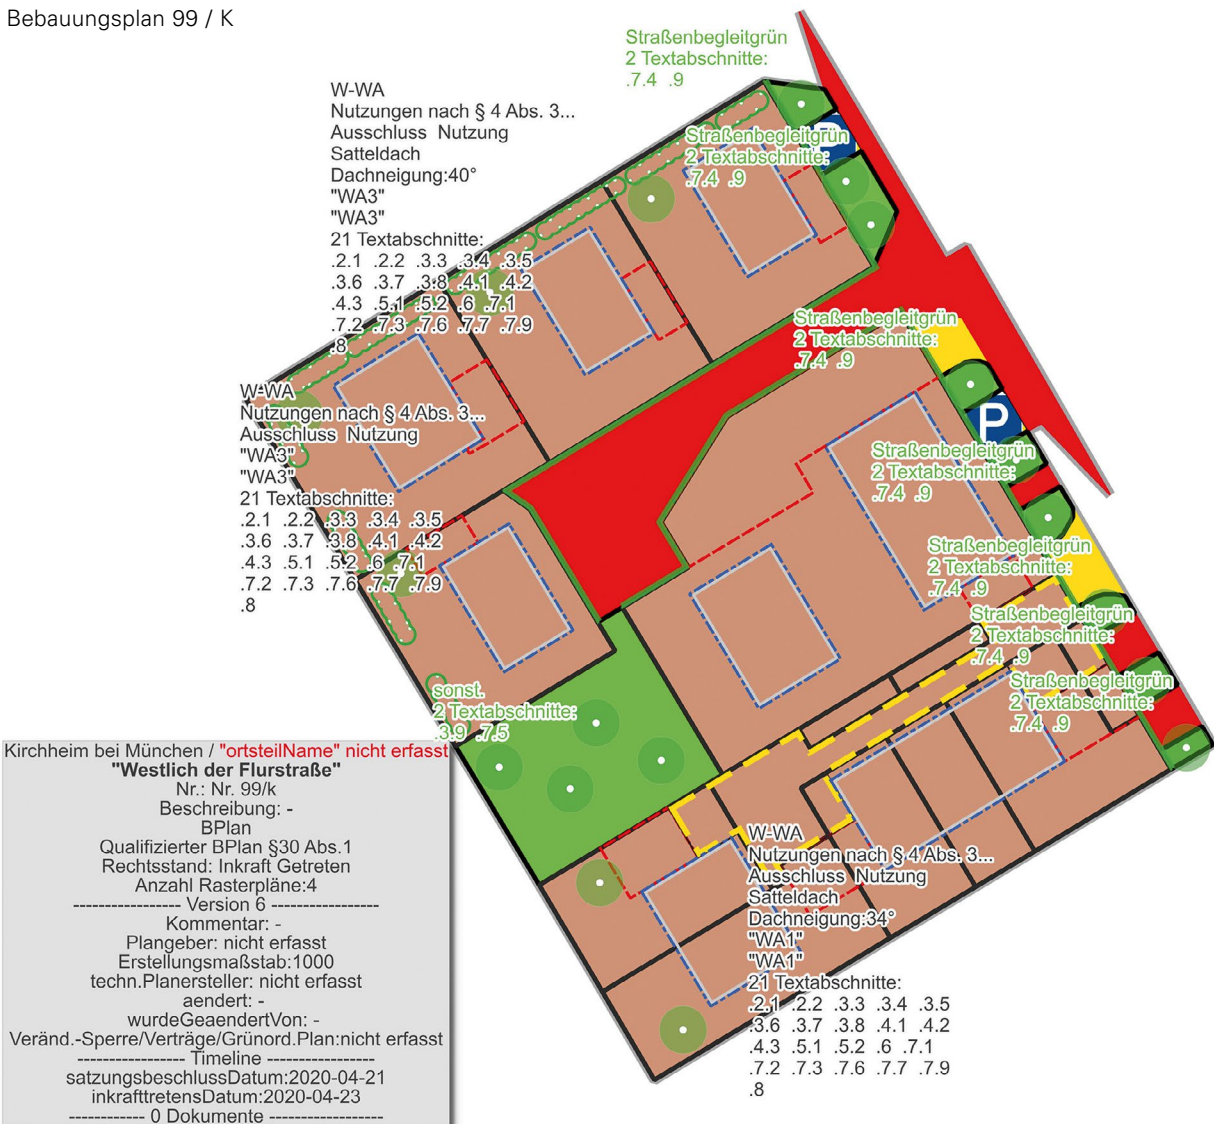 Bebauungsplan 99 / K
Straßenbegleitgrün
2 Textabschnitte:
.7.4 .9
W-WA
Nutzungen nach § 4 Abs. 3...
Ausschluss Nutzung
Satteldach
Dachneigung:40°
"WA3"
"WA3"
21 Textabschnitte:
.2.1 .2.2 .3.3 .3.4 .3.5
.3.6 .3.7 .3.8 .4.1 .4.2
.4.3 .5.1 .5.2 .6 .7.1
.7.2 .7.3 .7.6 .7.7 .7.9
.8
P
Straßenbegleitgrün
2 Textabschnitte:
.7.4 .9
Straßenbegleitgrün
2 Textabschnitte:
.7.4 .9
W-WA
Nutzungen nach § 4 Abs. 3...
Ausschluss Nutzung
"WA3"
"WA3"
21 Textabschnitte:
.2.1 .2.2 .3.3 .3.4 .3.5
.3.6 .3.7 .3.8 .4.1 .4.2
.4.3 .5.1 .5.2 .6 .7.1
.7.2 .7.3 .7.6 .7.7 .7.9
.8
P
Straßenbegleitgrün
2 Textabschnitte:
.7.4 .9
Straßenbegleitgrün
2 Textabschnitte:
.7.4 .9
Straßenbegleitgrün
2 Textabschnitte:
.7.4 .9
Straßenbegleitgrün
2 Textabschnitte:
.7.4 .9
sonst.
2 Textabschnitte:
.3.9 .7.5
Kirchheim bei München / "ortsteilName" nicht erfasst
"Westlich der Flurstraße"
Nr.: Nr. 99/k
Beschreibung: -
BPlan
Qualifizierter BPlan §30 Abs.1
Rechtsstand: Inkraft Getreten
Anzahl Rasterpläne:4
----------------- Version 6 -----------------
Kommentar: -
Plangeber: nicht erfasst
Erstellungsmaßstab:1000
techn.Planersteller: nicht erfasst
aendert: -
wurdeGeaendertVon: -
Veränd.-Sperre/Verträge/Grünord.Plan:nicht erfasst
----------------- Timeline -----------------
satzungsbeschlussDatum:2020-04-21
inkrafttretensDatum:2020-04-23
------------ 0 Dokumente ------------------
W-WA
Nutzungen nach § 4 Abs. 3...
Ausschluss Nutzung
Satteldach
Dachneigung:34°
"WA1"
"WA1"
21 Textabschnitte:
.2.1 .2.2 .3.3 .3.4 .3.5
.3.6 .3.7 .3.8 .4.1 .4.2
.4.3 .5.1 .5.2 .6 .7.1
.7.2 .7.3 .7.6 .7.7 .7.9
.8